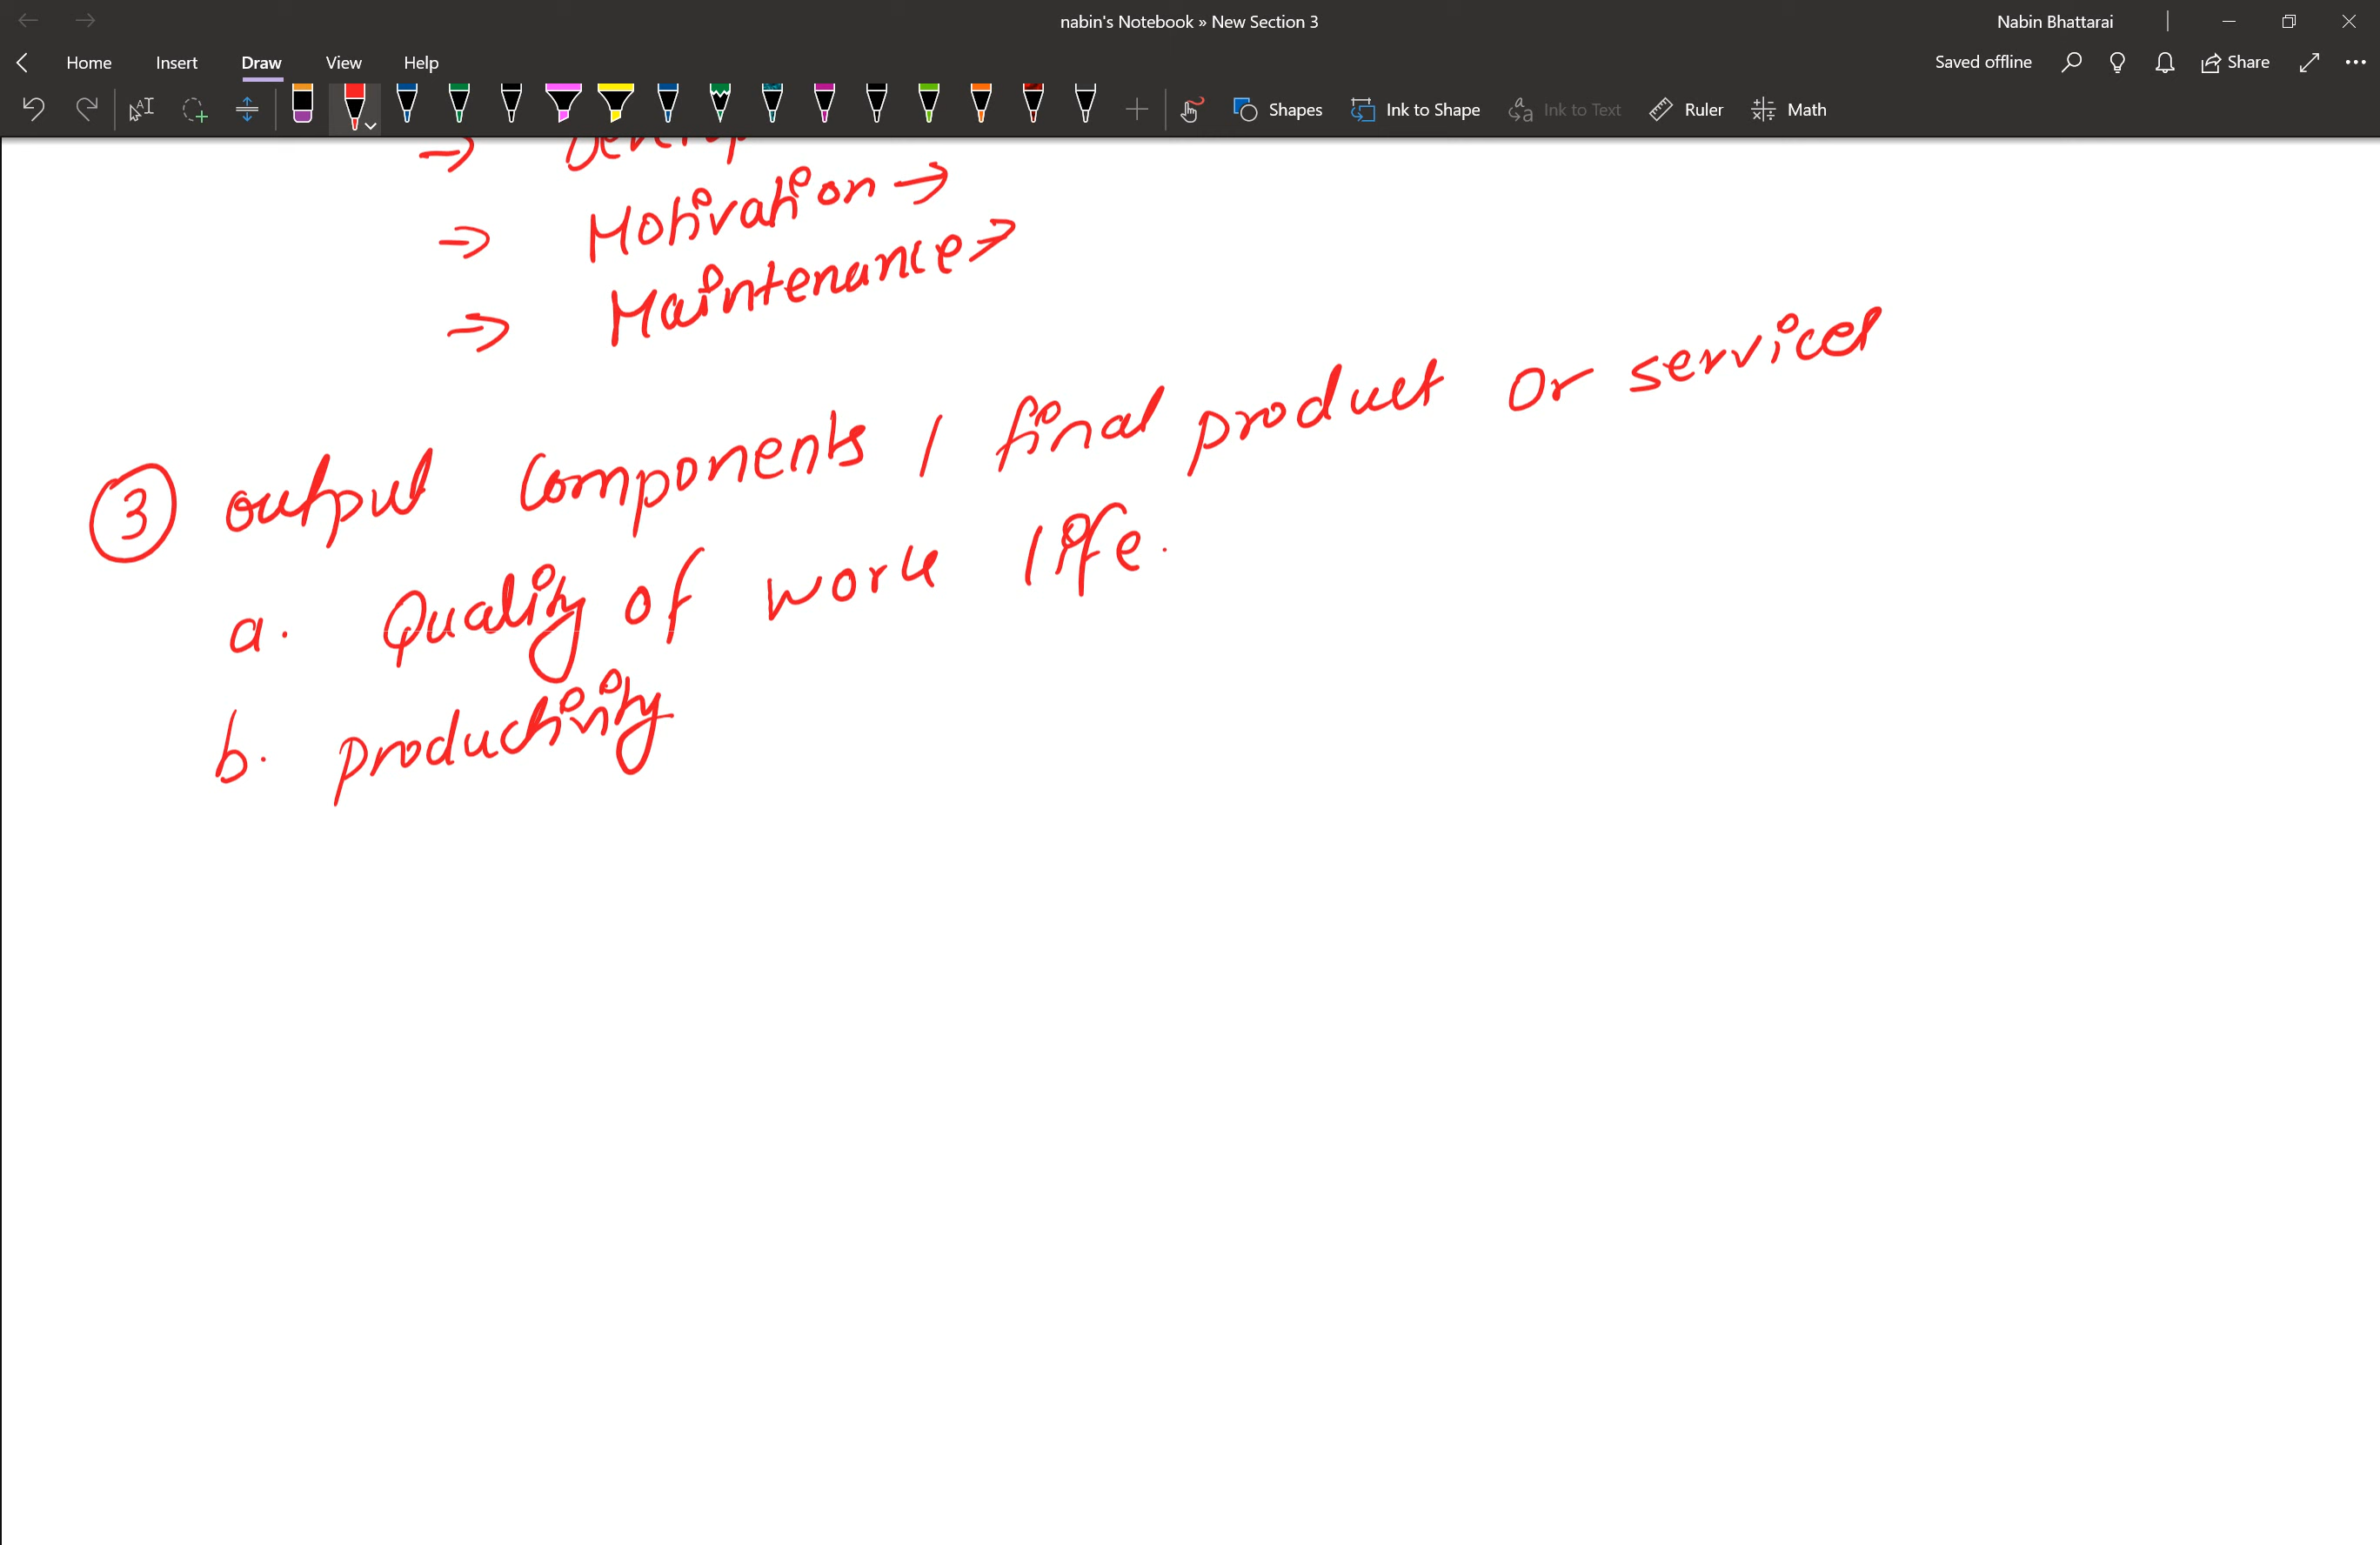 nabin's Notebook » New Section 3
Nabin Bhattarai
Home Insert Draw View Help
Saved offline Share
Shapes Ink to Shape Ink to Text Ruler Math
⇒ Motivation →
⇒ Maintenance →
③ output components / final product or services
a. Quality of work life.
b. productivity